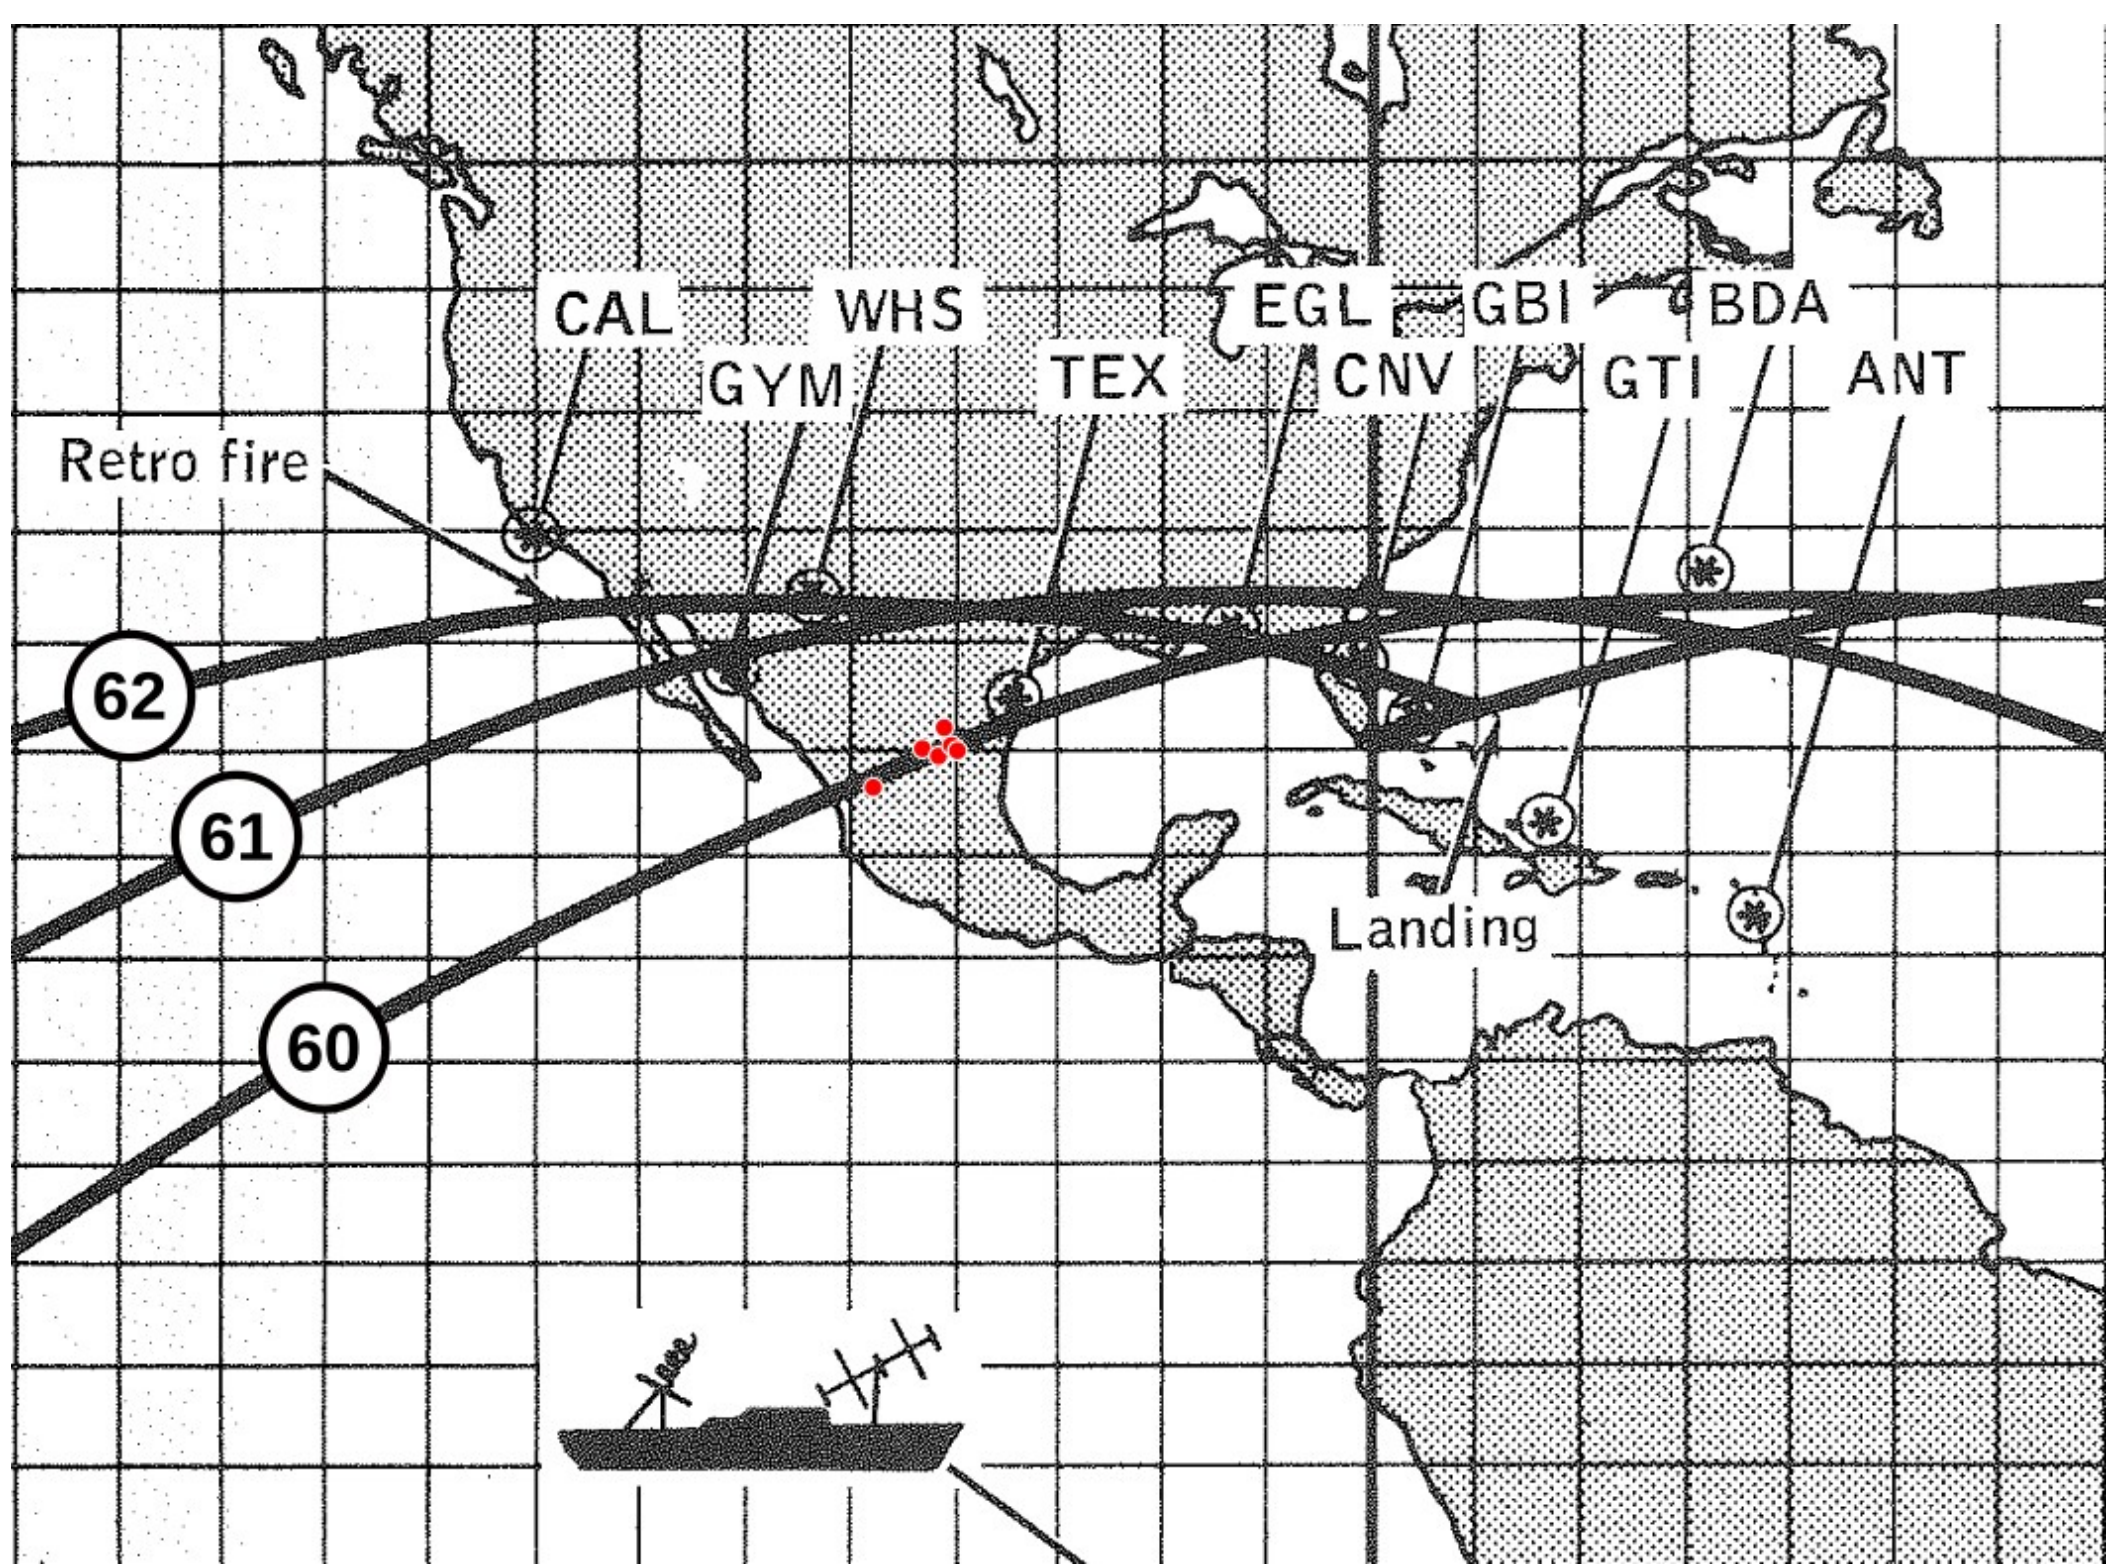 CAL
WHS
EGL
GBI
BDA
GYM
TEX
CNV
GTI
ANT
Retro fire
62
61
Landing
60